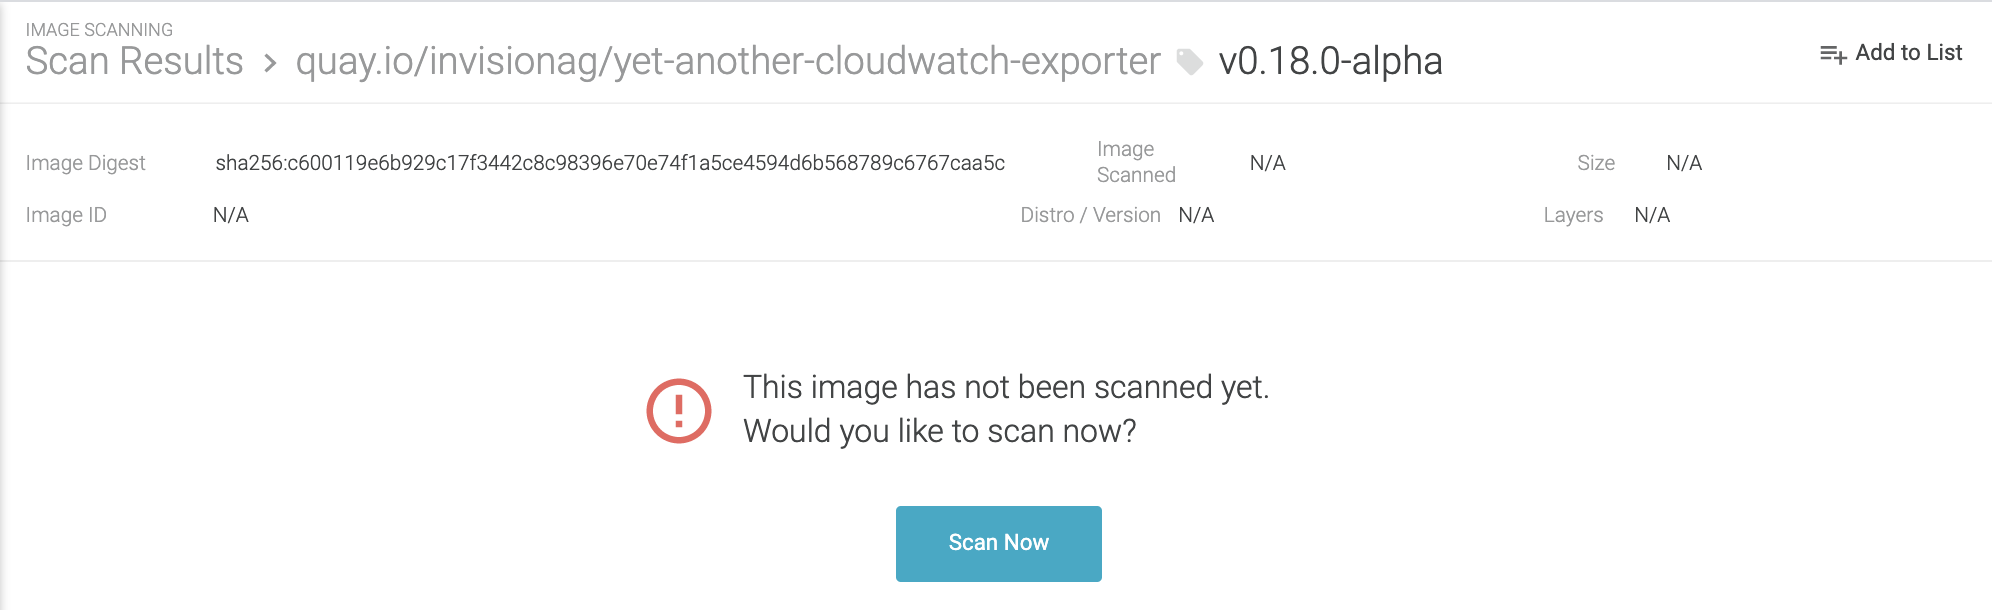 IMAGE SCANNING
Scan Results > quay.io/invisionag/yet-another-cloudwatch-exporter v0.18.0-alpha
Add to List
Image Digest sha256:c600119e6b929c17f3442c8c98396e70e74f1a5ce4594d6b568789c6767caa5c
Image Scanned N/A
Size N/A
Image ID N/A
Distro / Version N/A
Layers N/A
This image has not been scanned yet.
Would you like to scan now?
Scan Now